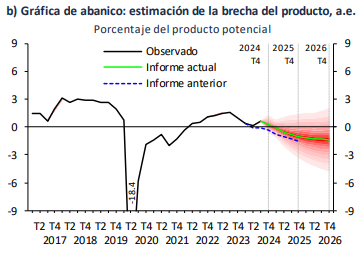 b) Gráfica de abanico: estimación de la brecha del producto, a.e.
Porcentaje del producto potencial
9 9
6 6
3 3
0 0
-3 -3
-6 -6
-9 -9
Observado
Informe actual
Informe anterior
2024 2025 2026
T4 T4 T4
-18.4
T2 T4 T2 T4 T2 T4 T2 T4 T2 T4 T2 T4 T2 T4 T2 T4 T2 T4 T2 T4
2017 2018 2019 2020 2021 2022 2023 2024 2025 2026